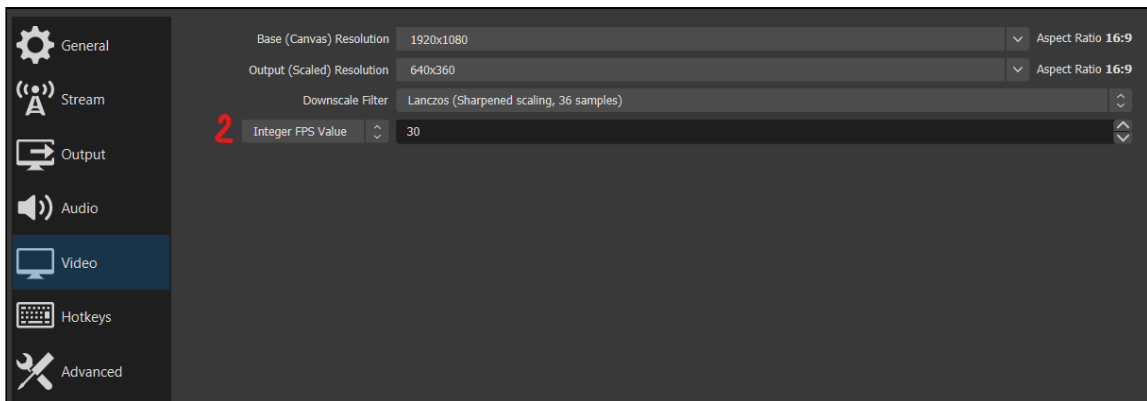 General
Stream
Output
Audio
Video
Hotkeys
Advanced
Base (Canvas) Resolution 1920x1080 Aspect Ratio 16:9
Output (Scaled) Resolution 640x360 Aspect Ratio 16:9
Downscale Filter Lanczos (Sharpened scaling, 36 samples)
2 Integer FPS Value 30